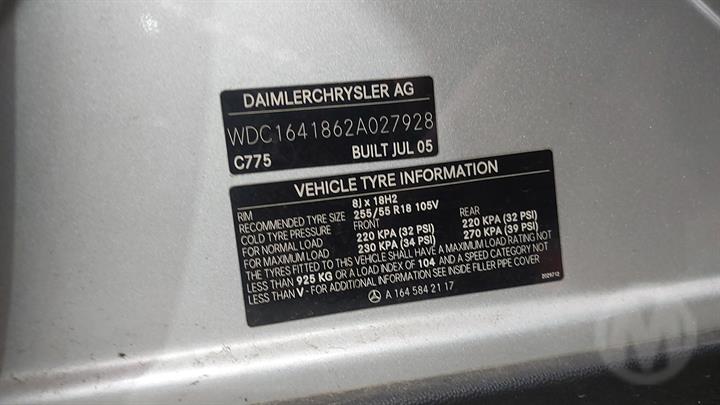 DAIMLERCHRYSLER AG
WDC1641862A027928
C775 BUILT JUL 05
VEHICLE TYRE INFORMATION
RIM 8J x 18H2
RECOMMENDED TYRE SIZE 255/55 R18 105V
COLD TYRE PRESSURE FRONT REAR
FOR NORMAL LOAD 220 KPA (32 PSI) 220 KPA (32 PSI)
FOR MAXIMUM LOAD 230 KPA (34 PSI) 270 KPA (39 PSI)
THE TYRES FITTED TO THIS VEHICLE SHALL HAVE A MAXIMUM LOAD RATING NOT
LESS THAN 925 KG OR A LOAD INDEX OF 104 AND A SPEED CATEGORY NOT
LESS THAN V - FOR ADDITIONAL INFORMATION SEE INSIDE FILLER PIPE COVER
A 164 584 21 17
M